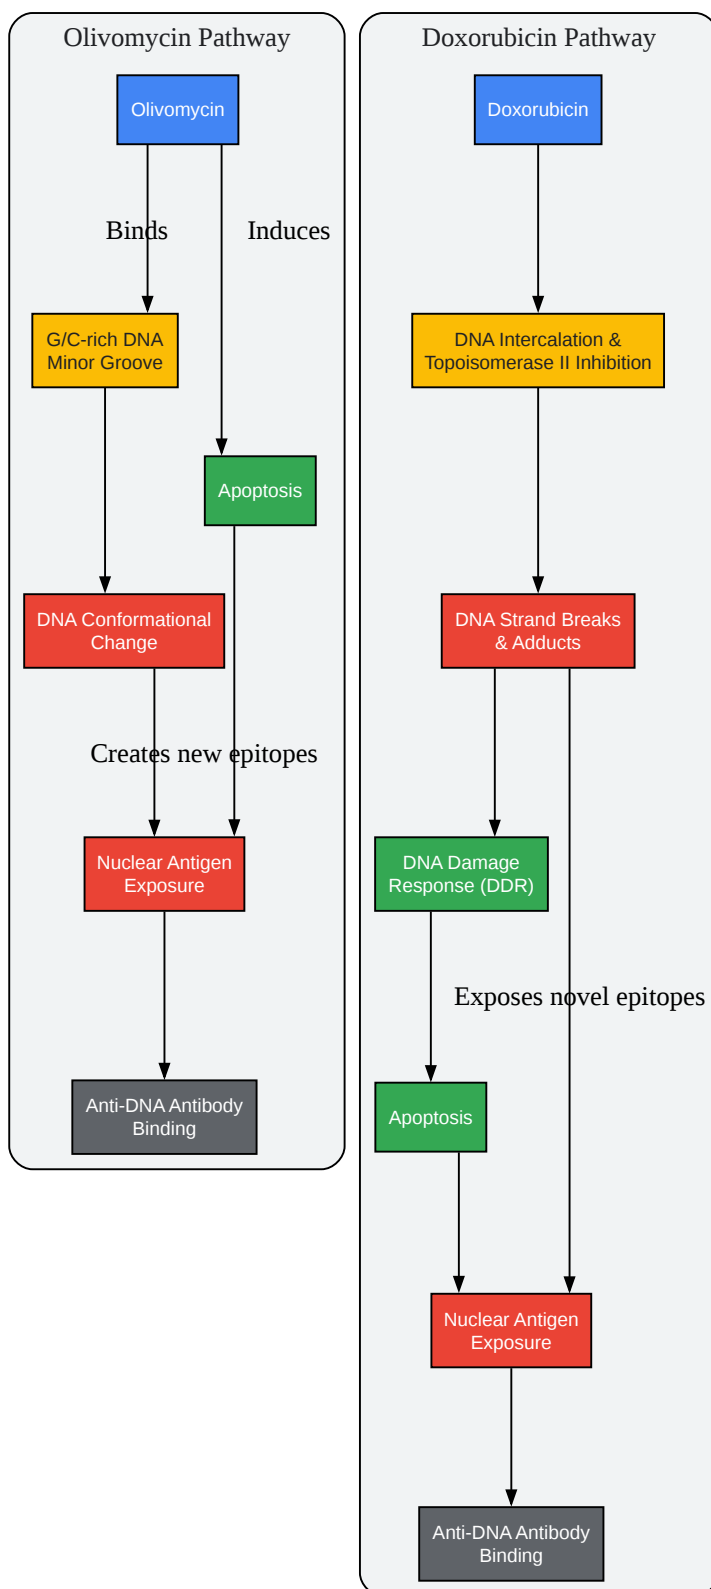 Olivomycin Pathway
Olivomycin
Binds
Induces
G/C-rich DNA
Minor Groove
Apoptosis
DNA Conformational
Change
Creates new epitopes
Nuclear Antigen
Exposure
Anti-DNA Antibody
Binding
Doxorubicin Pathway
Doxorubicin
DNA Intercalation &
Topoisomerase II Inhibition
DNA Strand Breaks
& Adducts
DNA Damage
Response (DDR)
Exposes novel epitopes
Apoptosis
Nuclear Antigen
Exposure
Anti-DNA Antibody
Binding